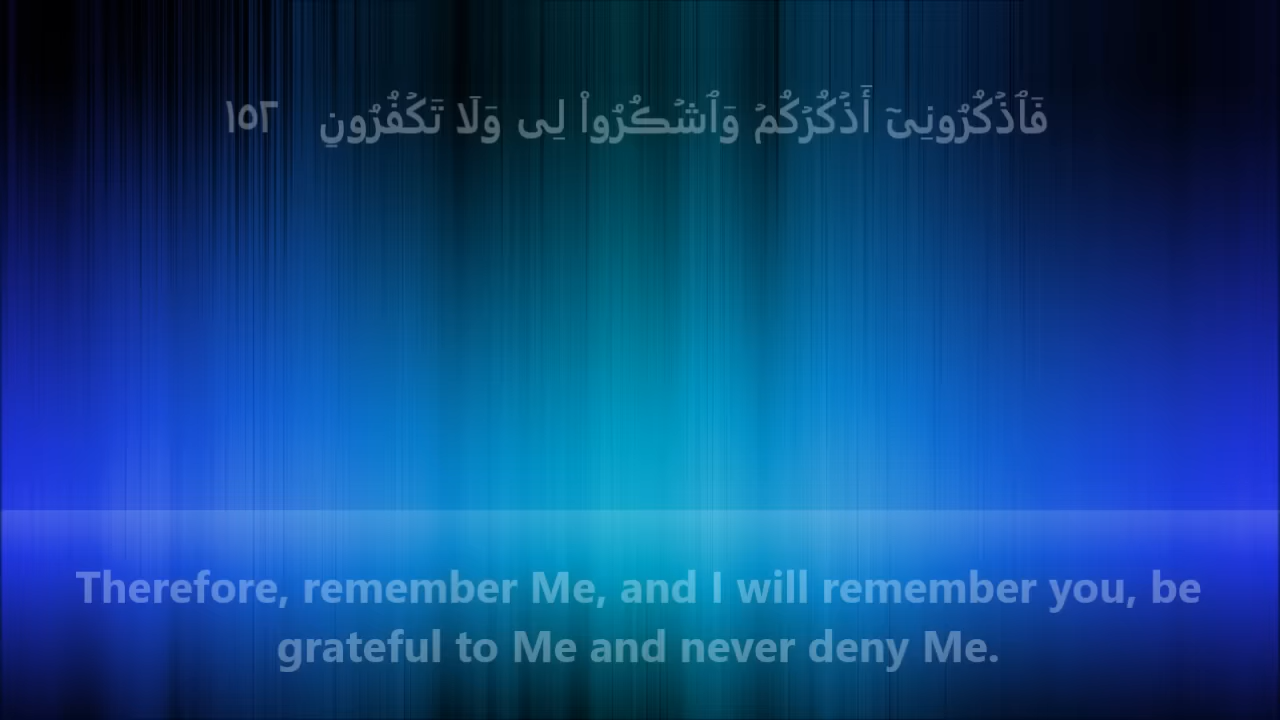 فَٱذْكُرُونِىٓ أَذْكُرْكُمْ وَٱشْكُرُوا۟ لِى وَلَا تَكْفُرُونِ ١٥٢
Therefore, remember Me, and I will remember you, be
grateful to Me and never deny Me.